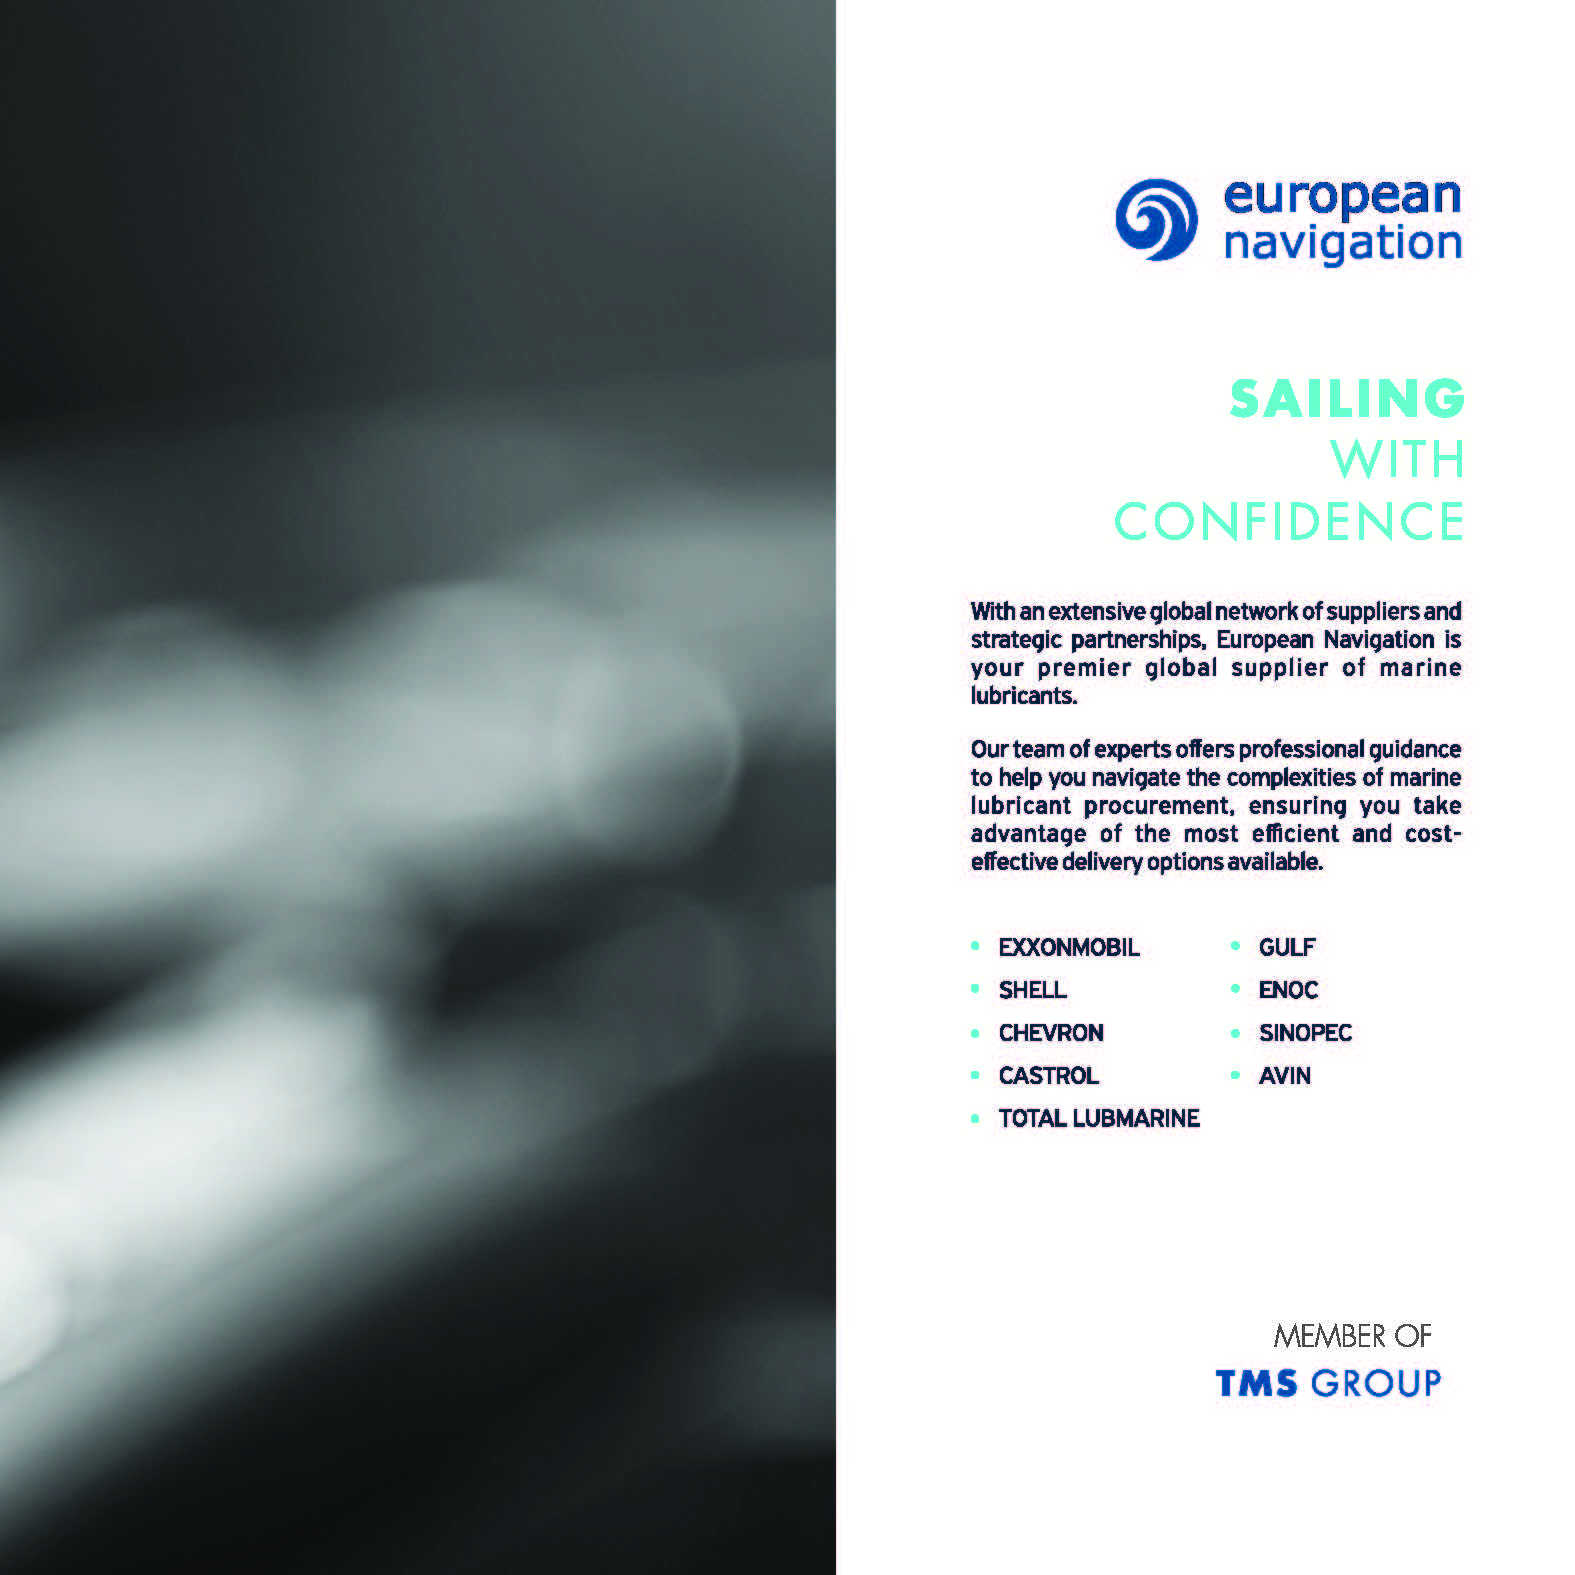 european
navigation
SAILING
WITH
CONFIDENCE
With an extensive global network of suppliers and
strategic partnerships, European Navigation is
your premier global supplier of marine
lubricants.
Our team of experts offers professional guidance
to help you navigate the complexities of marine
lubricant procurement, ensuring you take
advantage of the most efficient and cost-
effective delivery options available.
• EXXONMOBIL
• SHELL
• CHEVRON
• CASTROL
• TOTAL LUBMARINE
• GULF
• ENOC
• SINOPEC
• AVIN
MEMBER OF
TMS GROUP